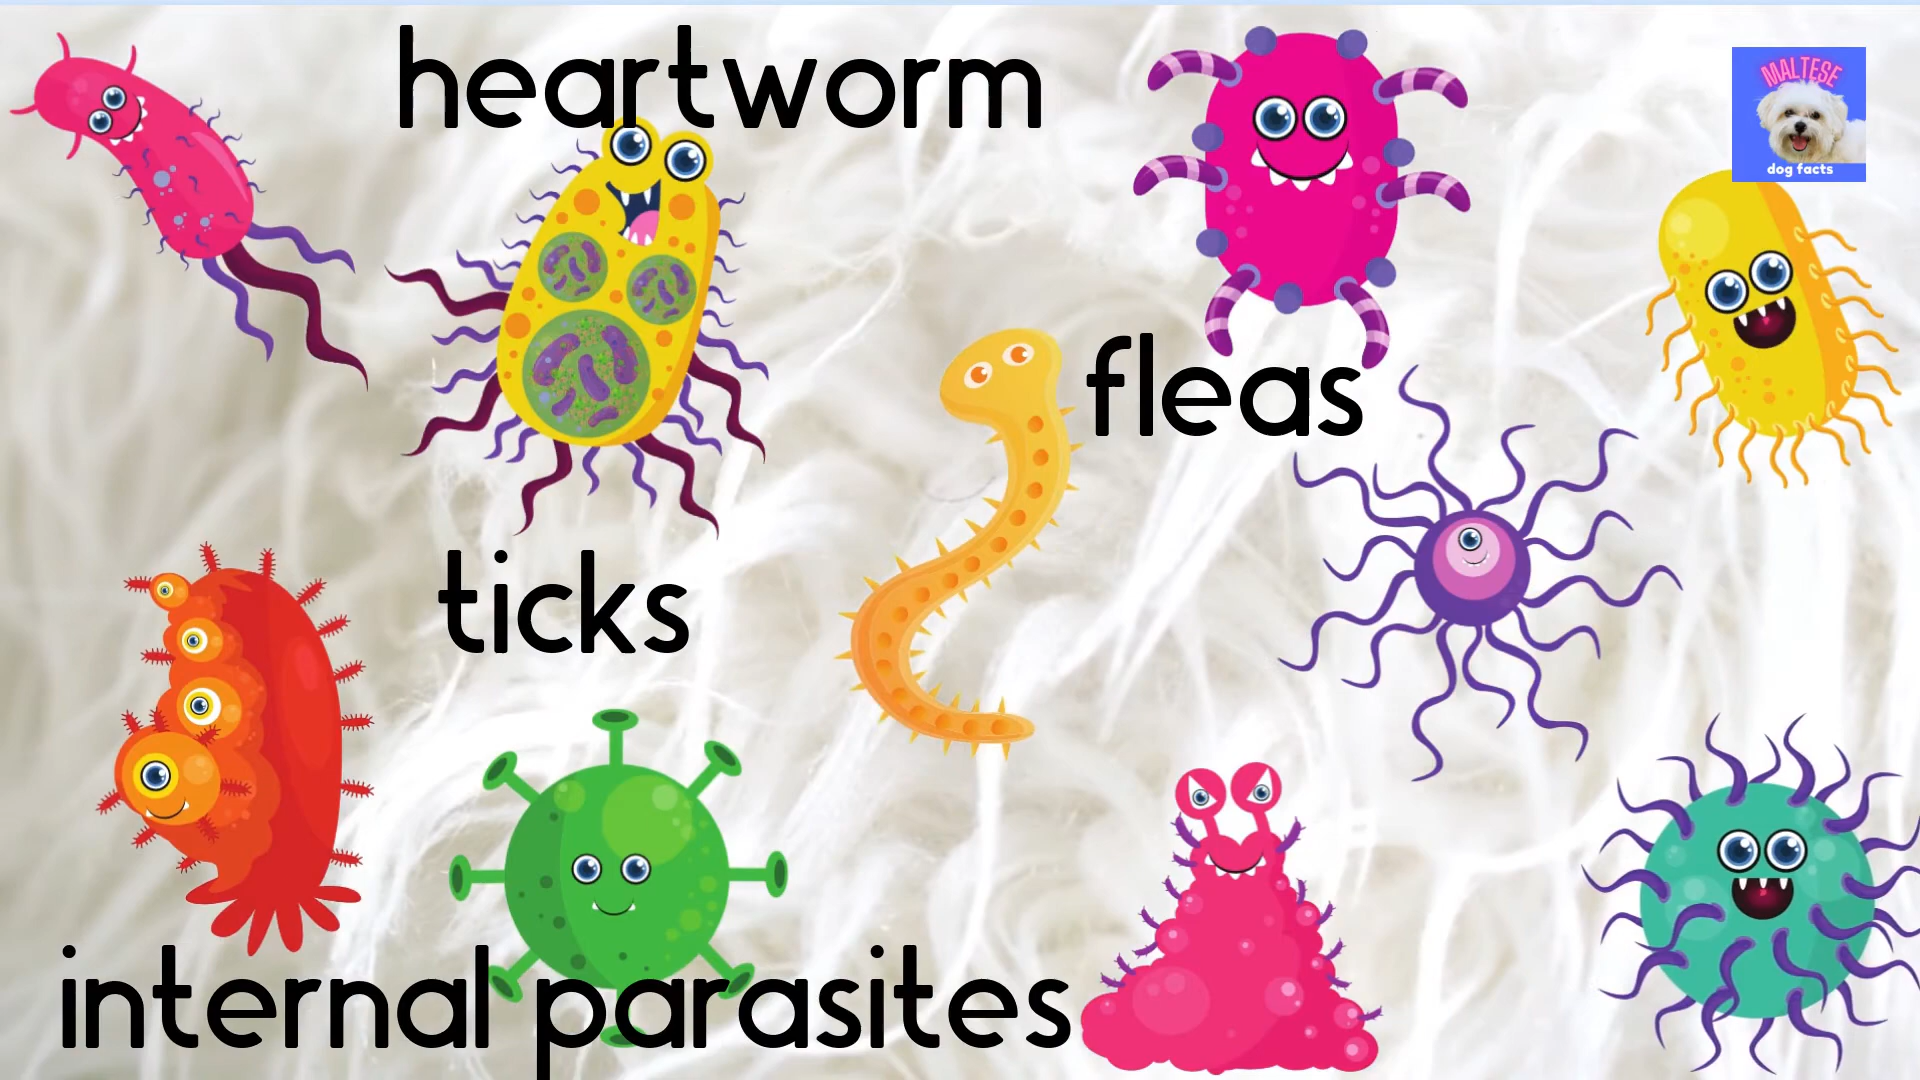 heartworm
MALTESE
dog facts
fleas
ticks
internal parasites